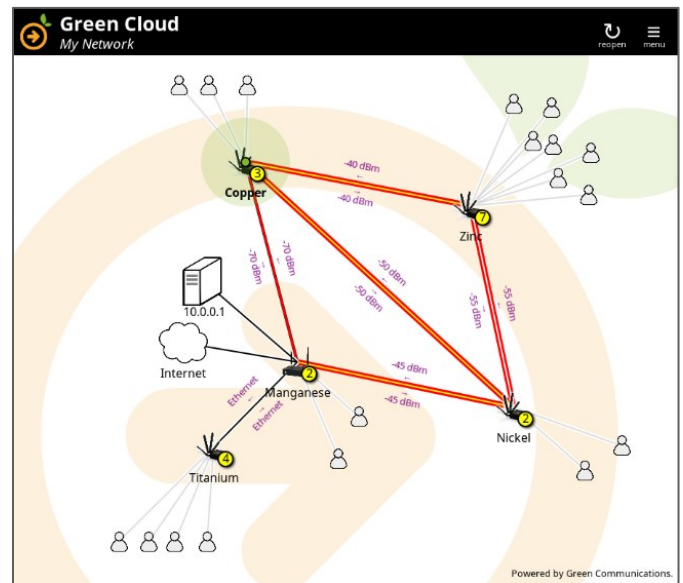 Green Cloud
My Network
reopen
menu
-40 dBm
←
3
→
-40 dBm
Copper
7
Zinc
-70 dBm
→
←
-70 dBm
-50 dBm
←
→
-50 dBm
-55 dBm
←
→
-55 dBm
10.0.0.1
Internet
2
Manganese
-45 dBm
←
→
-45 dBm
Ethernet
←
→
Ethernet
2
Nickel
4
Titanium
Powered by Green Communications.